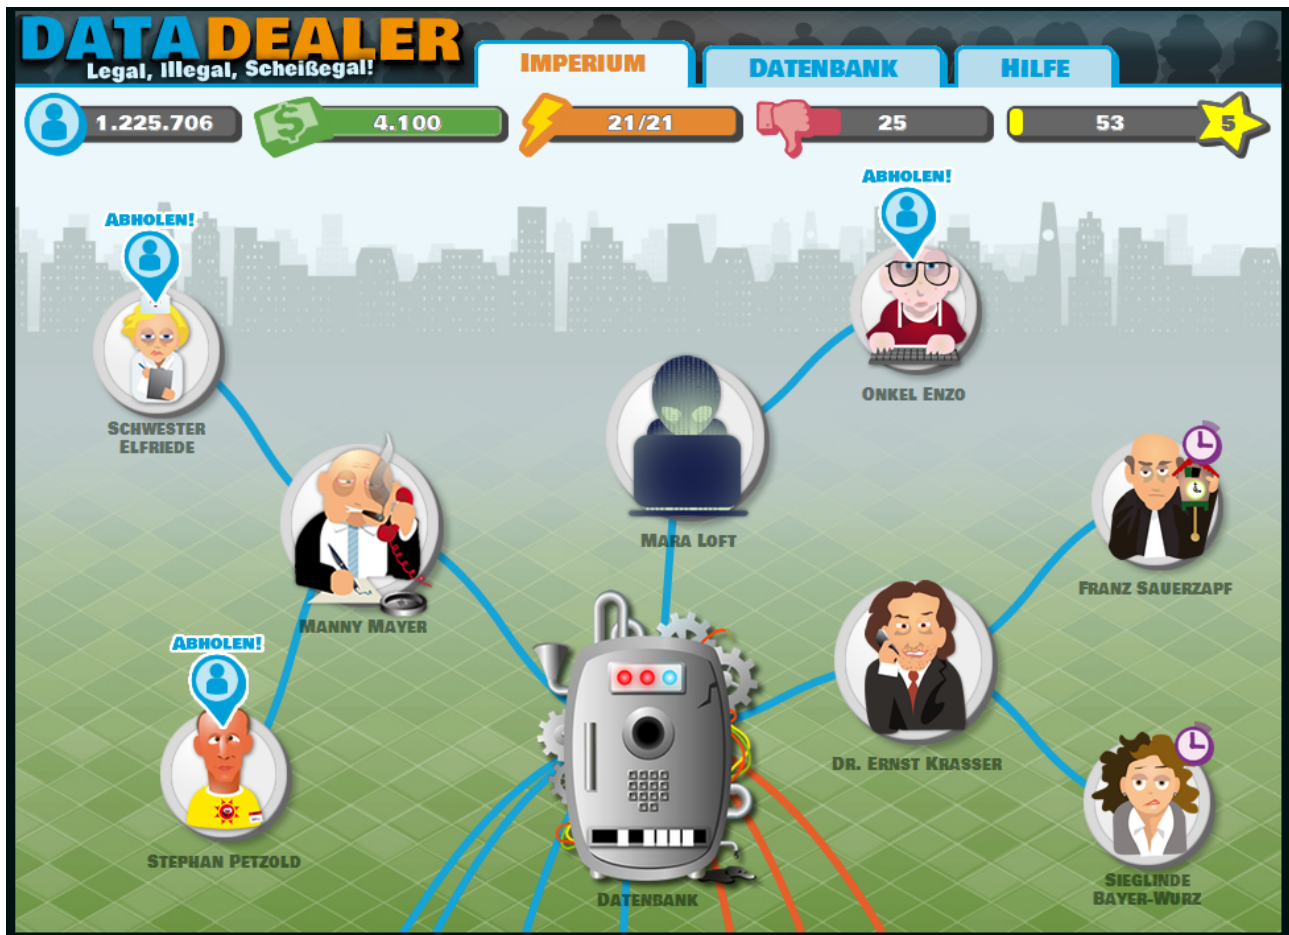 DATA DEALER
Legal, Illegal, Scheißegal!
IMPERIUM
DATENBANK
HILFE
1.225.706
4.100
21/21
25
53
5
ABHOLEN!
ABHOLEN!
ONKEL ENZO
SCHWESTER
ELFRIEDE
MARA LOFT
FRANZ SAUERZAPF
MANNY MAYER
ABHOLEN!
DR. ERNST KRASSER
STEPHAN PETZOLD
SIEGLINDE
BAYER-WURZ
DATENBANK